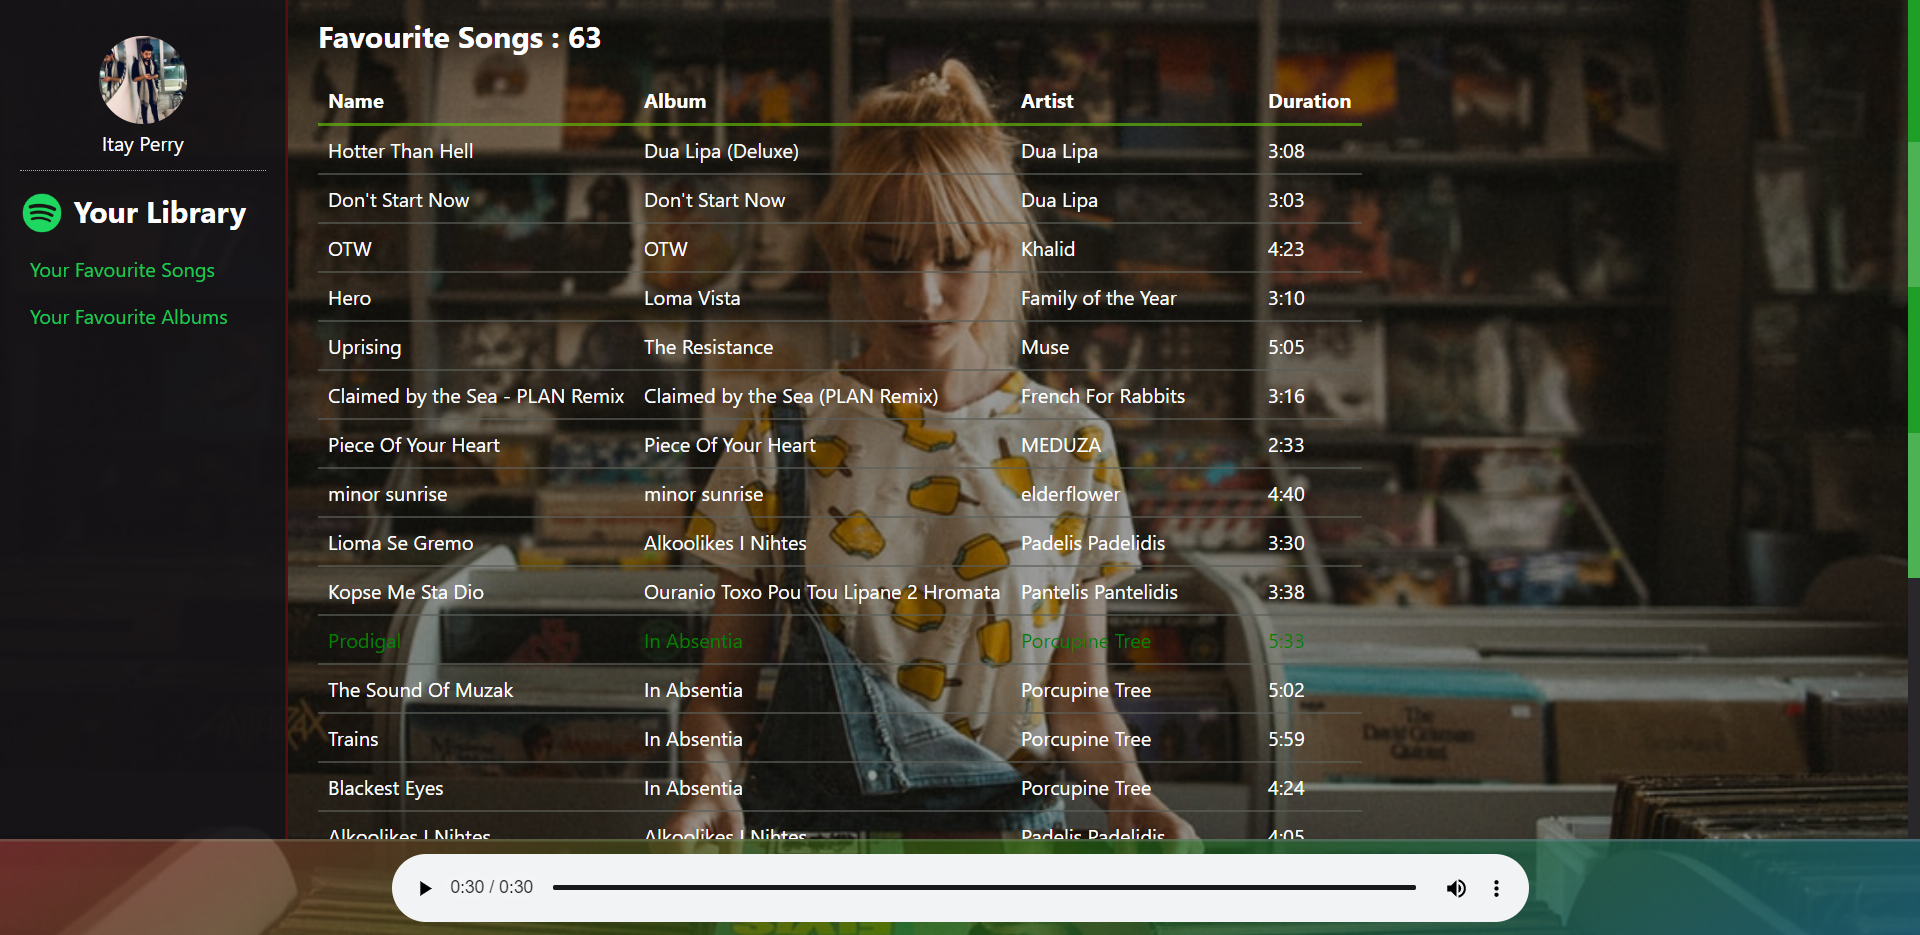 Itay Perry
Your Library
Your Favourite Songs
Your Favourite Albums
Favourite Songs : 63
Name Album Artist Duration
Hotter Than Hell Dua Lipa (Deluxe) Dua Lipa 3:08
Don't Start Now Don't Start Now Dua Lipa 3:03
OTW OTW Khalid 4:23
Hero Loma Vista Family of the Year 3:10
Uprising The Resistance Muse 5:05
Claimed by the Sea - PLAN Remix Claimed by the Sea (PLAN Remix) French For Rabbits 3:16
Piece Of Your Heart Piece Of Your Heart MEDUZA 2:33
minor sunrise minor sunrise elderflower 4:40
Lioma Se Gremo Alkoolikes I Nihtes Padelis Padelidis 3:30
Kopse Me Sta Dio Ouranio Toxo Pou Tou Lipane 2 Hromata Pantelis Pantelidis 3:38
Prodigal In Absentia Porcupine Tree 5:33
The Sound Of Muzak In Absentia Porcupine Tree 5:02
Trains In Absentia Porcupine Tree 5:59
Blackest Eyes In Absentia Porcupine Tree 4:24
Alkoolikes I Nihtes Alkoolikes I Nihtes Padelis Padelidis 4:05
ANTHRAX
The
0:30 / 0:30
ELVIS